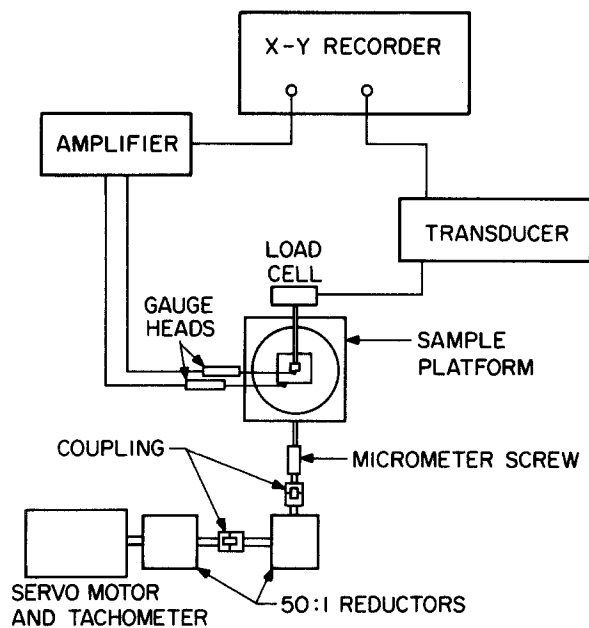 X-Y RECORDER
AMPLIFIER
TRANSDUCER
LOAD
CELL
GAUGE
HEADS
SAMPLE
PLATFORM
COUPLING
MICROMETER SCREW
SERVO MOTOR
AND TACHOMETER
50:1 REDUCTORS